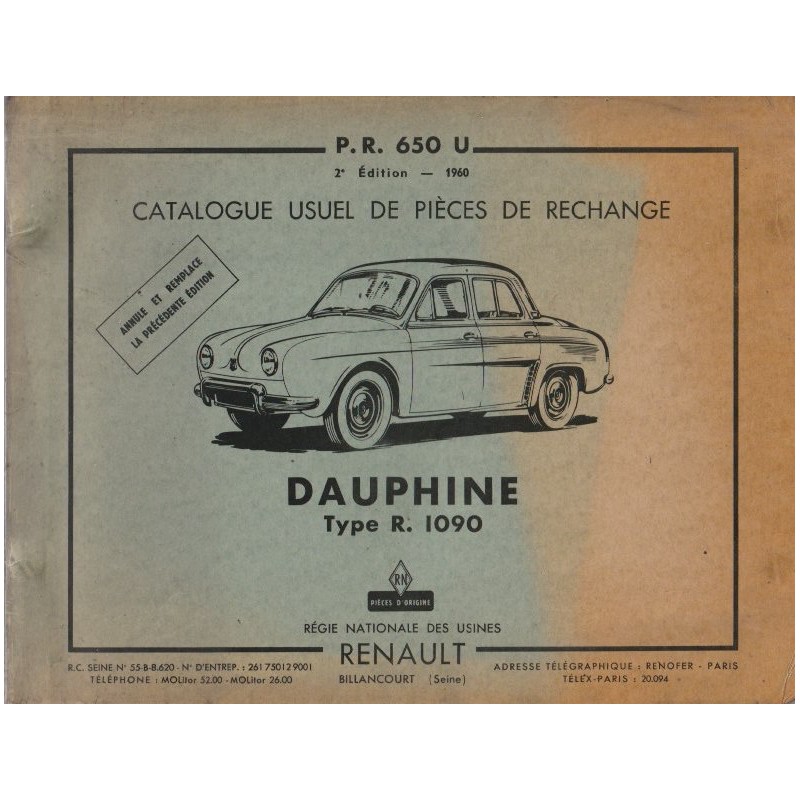 P.R. 650 U
2e Édition — 1960
CATALOGUE USUEL DE PIÈCES DE RECHANGE
ANNULE ET REMPLACE
LA PRÉCÉDENTE ÉDITION
DAUPHINE
Type R. 1090
RN
PIÈCES D'ORIGINE
RÉGIE NATIONALE DES USINES
RENAULT
BILLANCOURT (Seine)
R.C. SEINE N° 55-B-8.620 - N° D'ENTREP. : 261 75012 9001
TÉLÉPHONE : MOLitor 52.00 - MOLitor 26.00
ADRESSE TÉLÉGRAPHIQUE : RENOFER - PARIS
TÉLEX-PARIS : 20.094